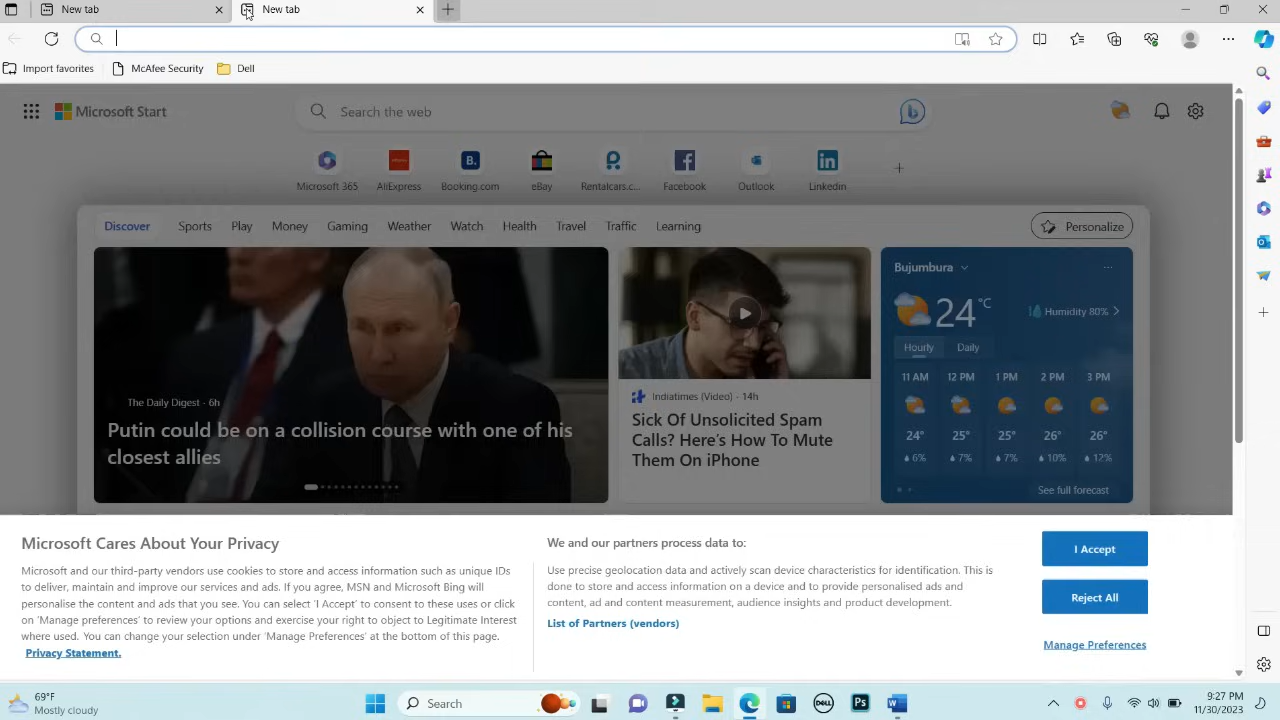 New tab
New tab
Import favorites
McAfee Security
Dell
Microsoft Start
Search the web
Microsoft 365
AliExpress
Booking.com
eBay
Rentalcars.c...
Facebook
Outlook
Linkedin
Discover
Sports
Play
Money
Gaming
Weather
Watch
Health
Travel
Traffic
Learning
Personalize
The Daily Digest · 6h
Putin could be on a collision course with one of his
closest allies
Indiatimes (Video) · 14h
Sick Of Unsolicited Spam
Calls? Here's How To Mute
Them On iPhone
Bujumbura
24 °C
Humidity 80%
Hourly
Daily
11 AM 12 PM 1 PM 2 PM 3 PM
24° 25° 25° 26° 26°
6% 7% 7% 10% 12%
See full forecast
Microsoft Cares About Your Privacy
Microsoft and our third-party vendors use cookies to store and access information such as unique IDs
to deliver, maintain and improve our services and ads. If you agree, MSN and Microsoft Bing will
personalise the content and ads that you see. You can select 'I Accept' to consent to these uses or click
on 'Manage preferences' to review your options and exercise your right to object to Legitimate Interest
where used. You can change your selection under 'Manage Preferences' at the bottom of this page.
Privacy Statement.
We and our partners process data to:
Use precise geolocation data and actively scan device characteristics for identification. This is
done to store and access information on a device and to provide personalised ads and
content, ad and content measurement, audience insights and product development.
List of Partners (vendors)
I Accept
Reject All
Manage Preferences
69°F
Mostly cloudy
Search
DELL
Ps
9:27 PM
11/30/2023